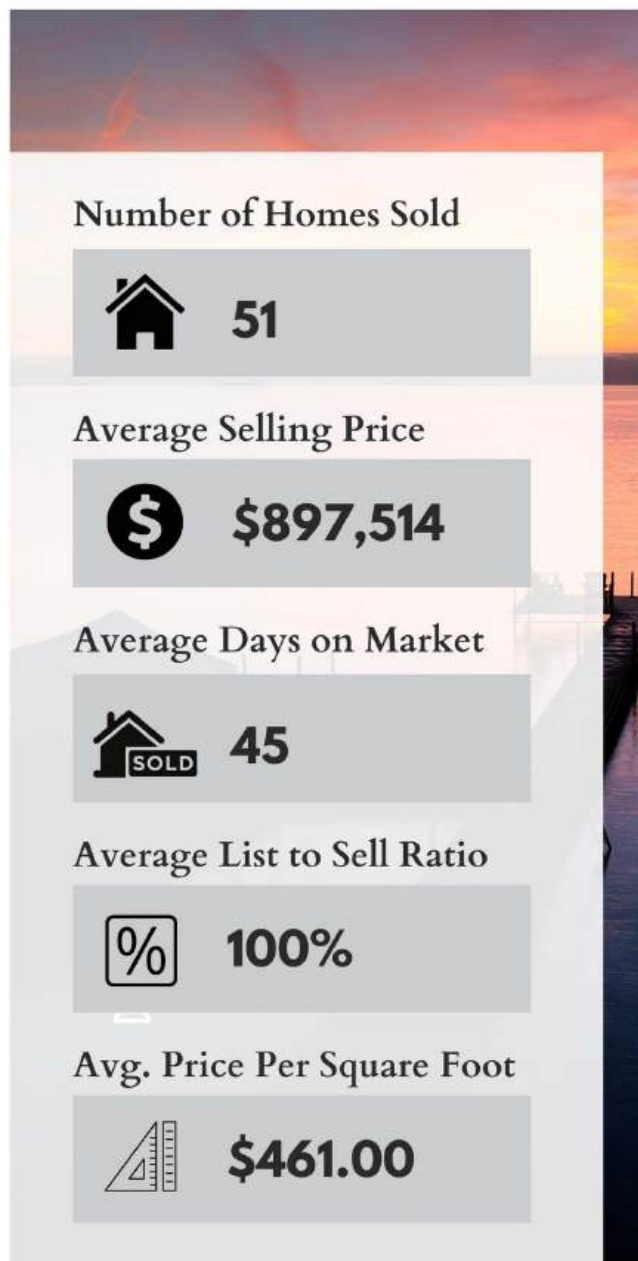 Number of Homes Sold
51
Average Selling Price
$
$897,514
Average Days on Market
SOLD
45
Average List to Sell Ratio
%
100%
Avg. Price Per Square Foot
$461.00